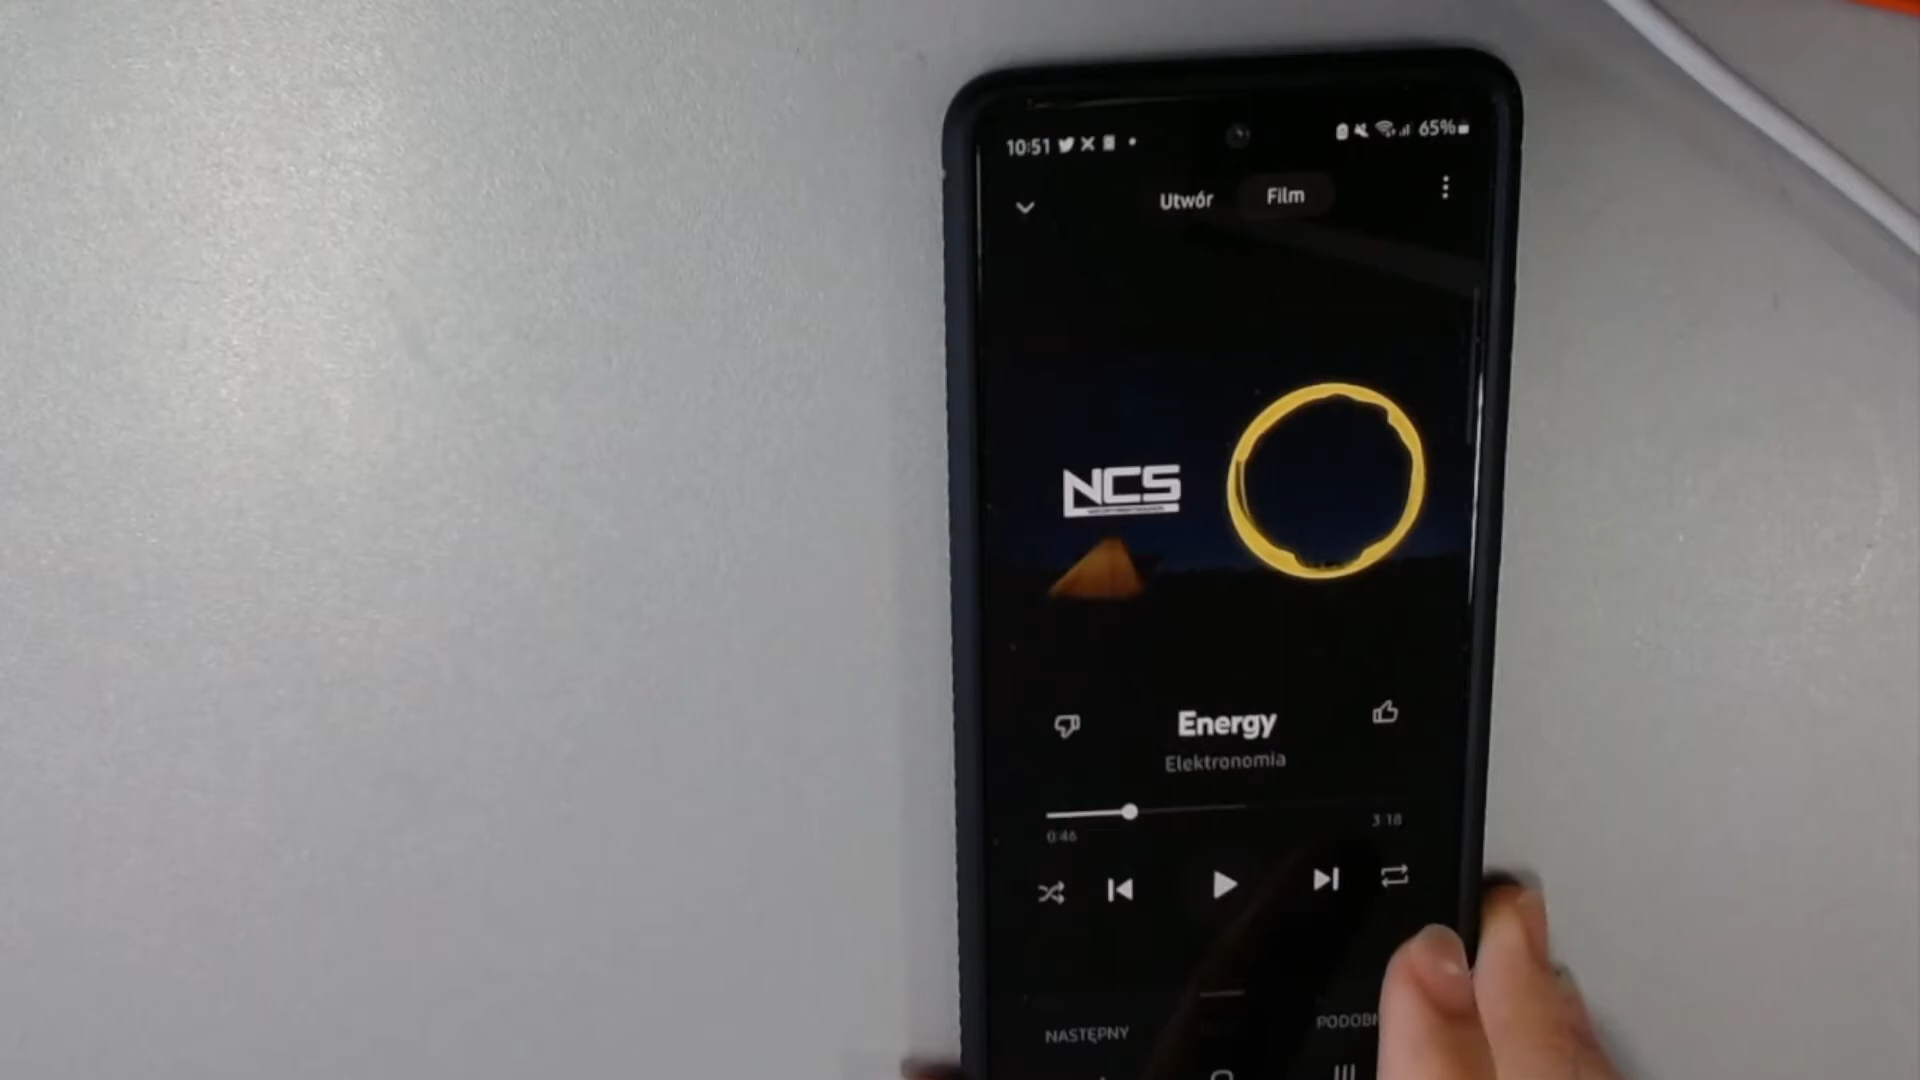 10:51
65%
Utwór Film
NCS
Energy
Elektronomia
0:46 3:18
NASTĘPNY